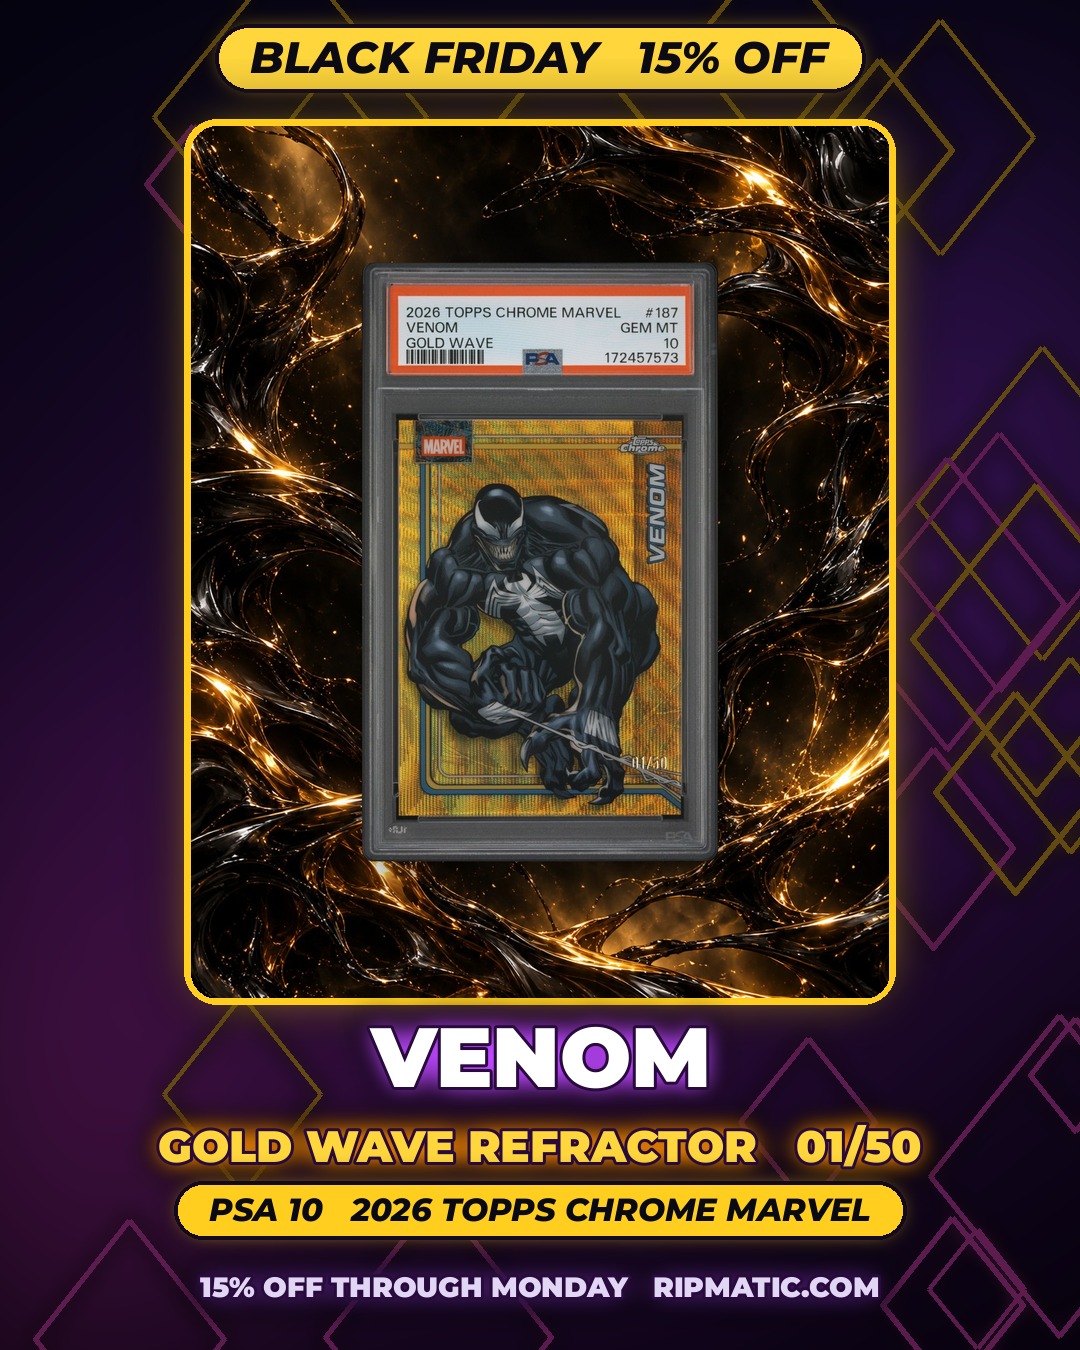 BLACK FRIDAY 15% OFF
2026 TOPPS CHROME MARVEL #187
VENOM GEM MT
GOLD WAVE 10
PSA 172457573
MARVEL
Topps Chrome
VENOM
01/50
PSA
VENOM
GOLD WAVE REFRACTOR 01/50
PSA 10 2026 TOPPS CHROME MARVEL
15% OFF THROUGH MONDAY RIPMATIC.COM